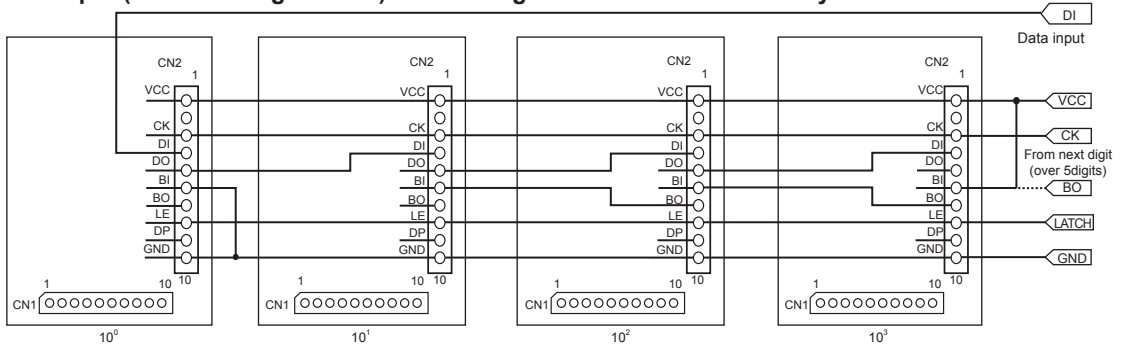 DI
Data input
CN2 CN2 CN2 CN2
1 1 1 1
VCC VCC VCC VCC VCC
CK CK CK CK CK
DI DI DI DI
From next digit
(over 5digits)
DO DO DO DO
BI BI BI BI BO
BO BO BO BO
LE LE LE LE LATCH
DP DP DP DP
GND GND GND GND GND
1 10 10 1 10 10 1 10 10 1 10 10
CN1 CN1 CN1 CN1
10⁰ 10¹ 10² 10³